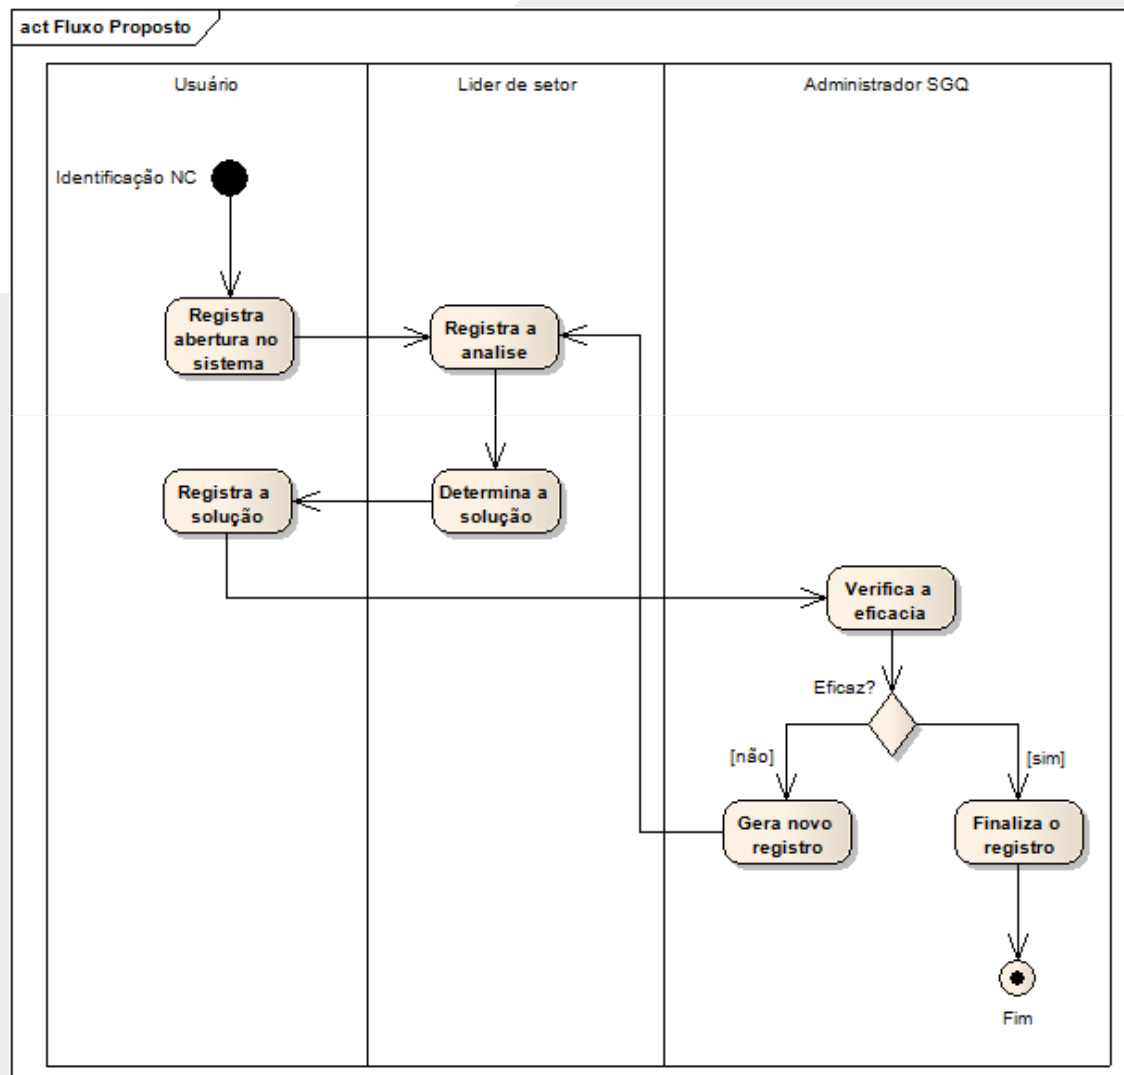 act Fluxo Proposto
Usuário
Lider de setor
Administrador SGQ
Identificação NC
Registra
abertura no
sistema
Registra a
analise
Registra a
solução
Determina a
solução
Verifica a
eficacia
Eficaz?
[não]
[sim]
Gera novo
registro
Finaliza o
registro
Fim